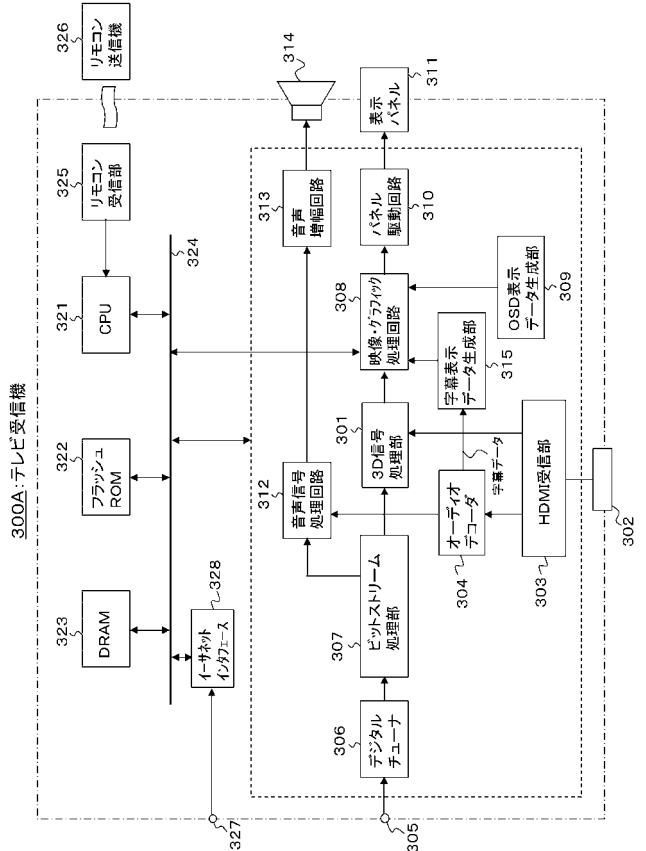 300A:テレビ受信機
323
DRAM
322
フラッシュ
ROM
321
CPU
325
リモコン
受信部
326
リモコン
送信機
324
328
イーサネット
インタフェース
327
312
音声信号
処理回路
313
音声
増幅回路
314
305
306
デジタル
チューナ
307
ビットストリーム
処理部
301
3D信号
処理部
308
映像・グラフィック
処理回路
310
パネル
駆動回路
311
表示
パネル
304
オーディオ
デコーダ
字幕データ
字幕表示
データ生成部
315
OSD表示
データ生成部
309
303
HDMI受信部
302